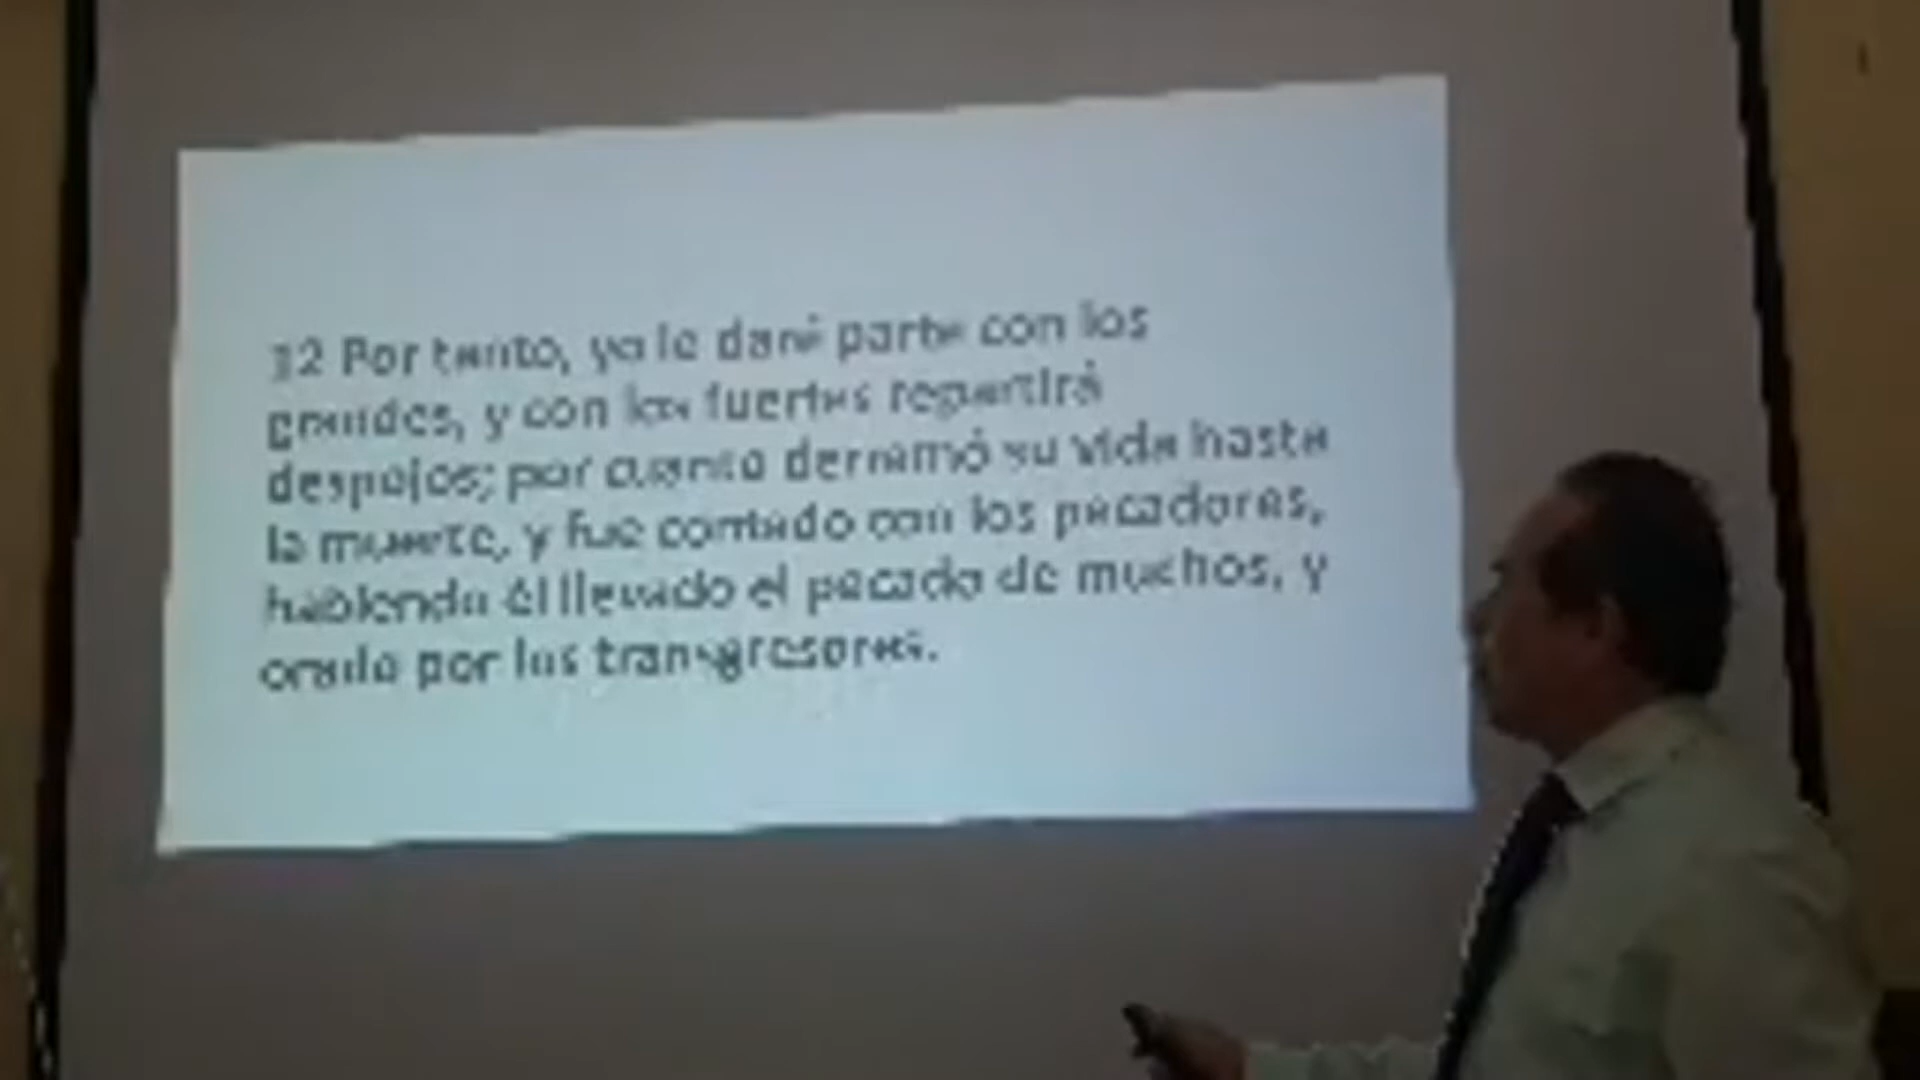 12 Por tanto, yo le daré parte con los
grandes, y con los fuertes repartirá
despojos; por cuanto derramó su vida hasta
la muerte, y fue contado con los pecadores,
habiendo él llevado el pecado de muchos, y
orado por los transgresores.